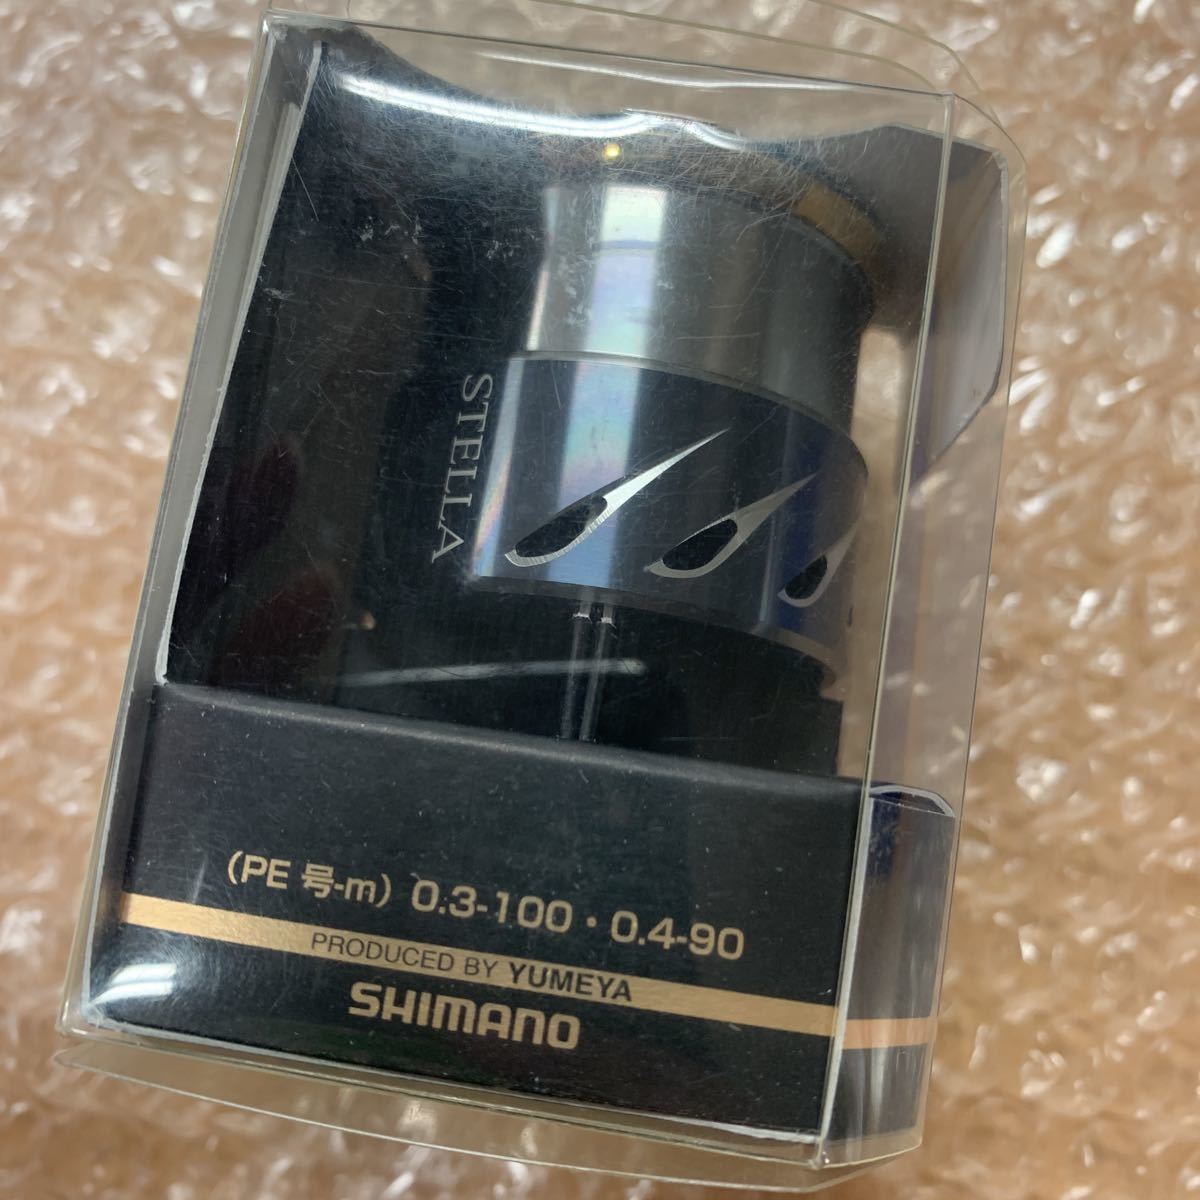 STELLA
(PE 号-m) 0.3-100・0.4-90
PRODUCED BY YUMEYA
SHIMANO